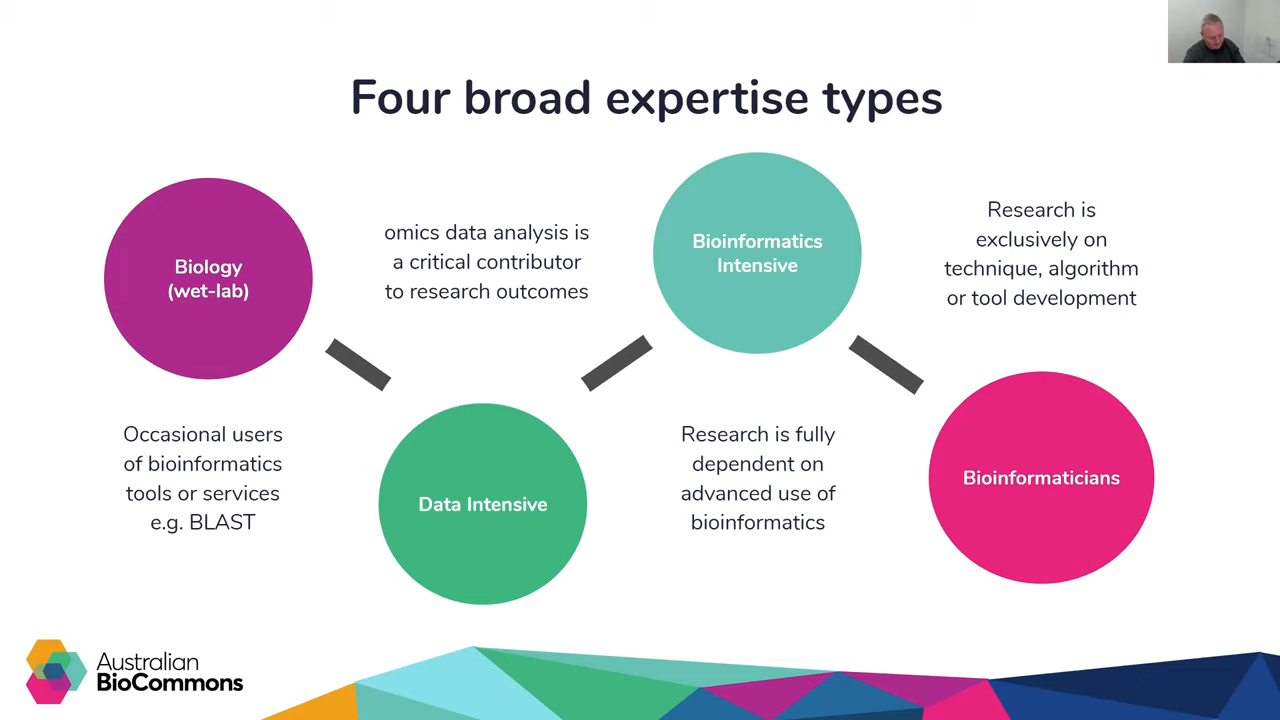 Four broad expertise types
Biology
(wet-lab)
Occasional users
of bioinformatics
tools or services
e.g. BLAST
omics data analysis is
a critical contributor
to research outcomes
Data Intensive
Bioinformatics
Intensive
Research is fully
dependent on
advanced use of
bioinformatics
Research is
exclusively on
technique, algorithm
or tool development
Bioinformaticians
Australian
BioCommons